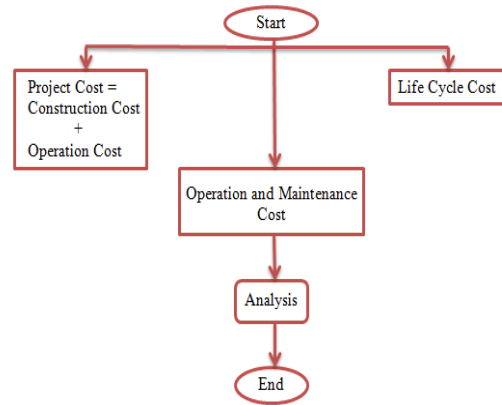 Start
Project Cost =
Construction Cost
+
Operation Cost
Life Cycle Cost
Operation and Maintenance
Cost
Analysis
End